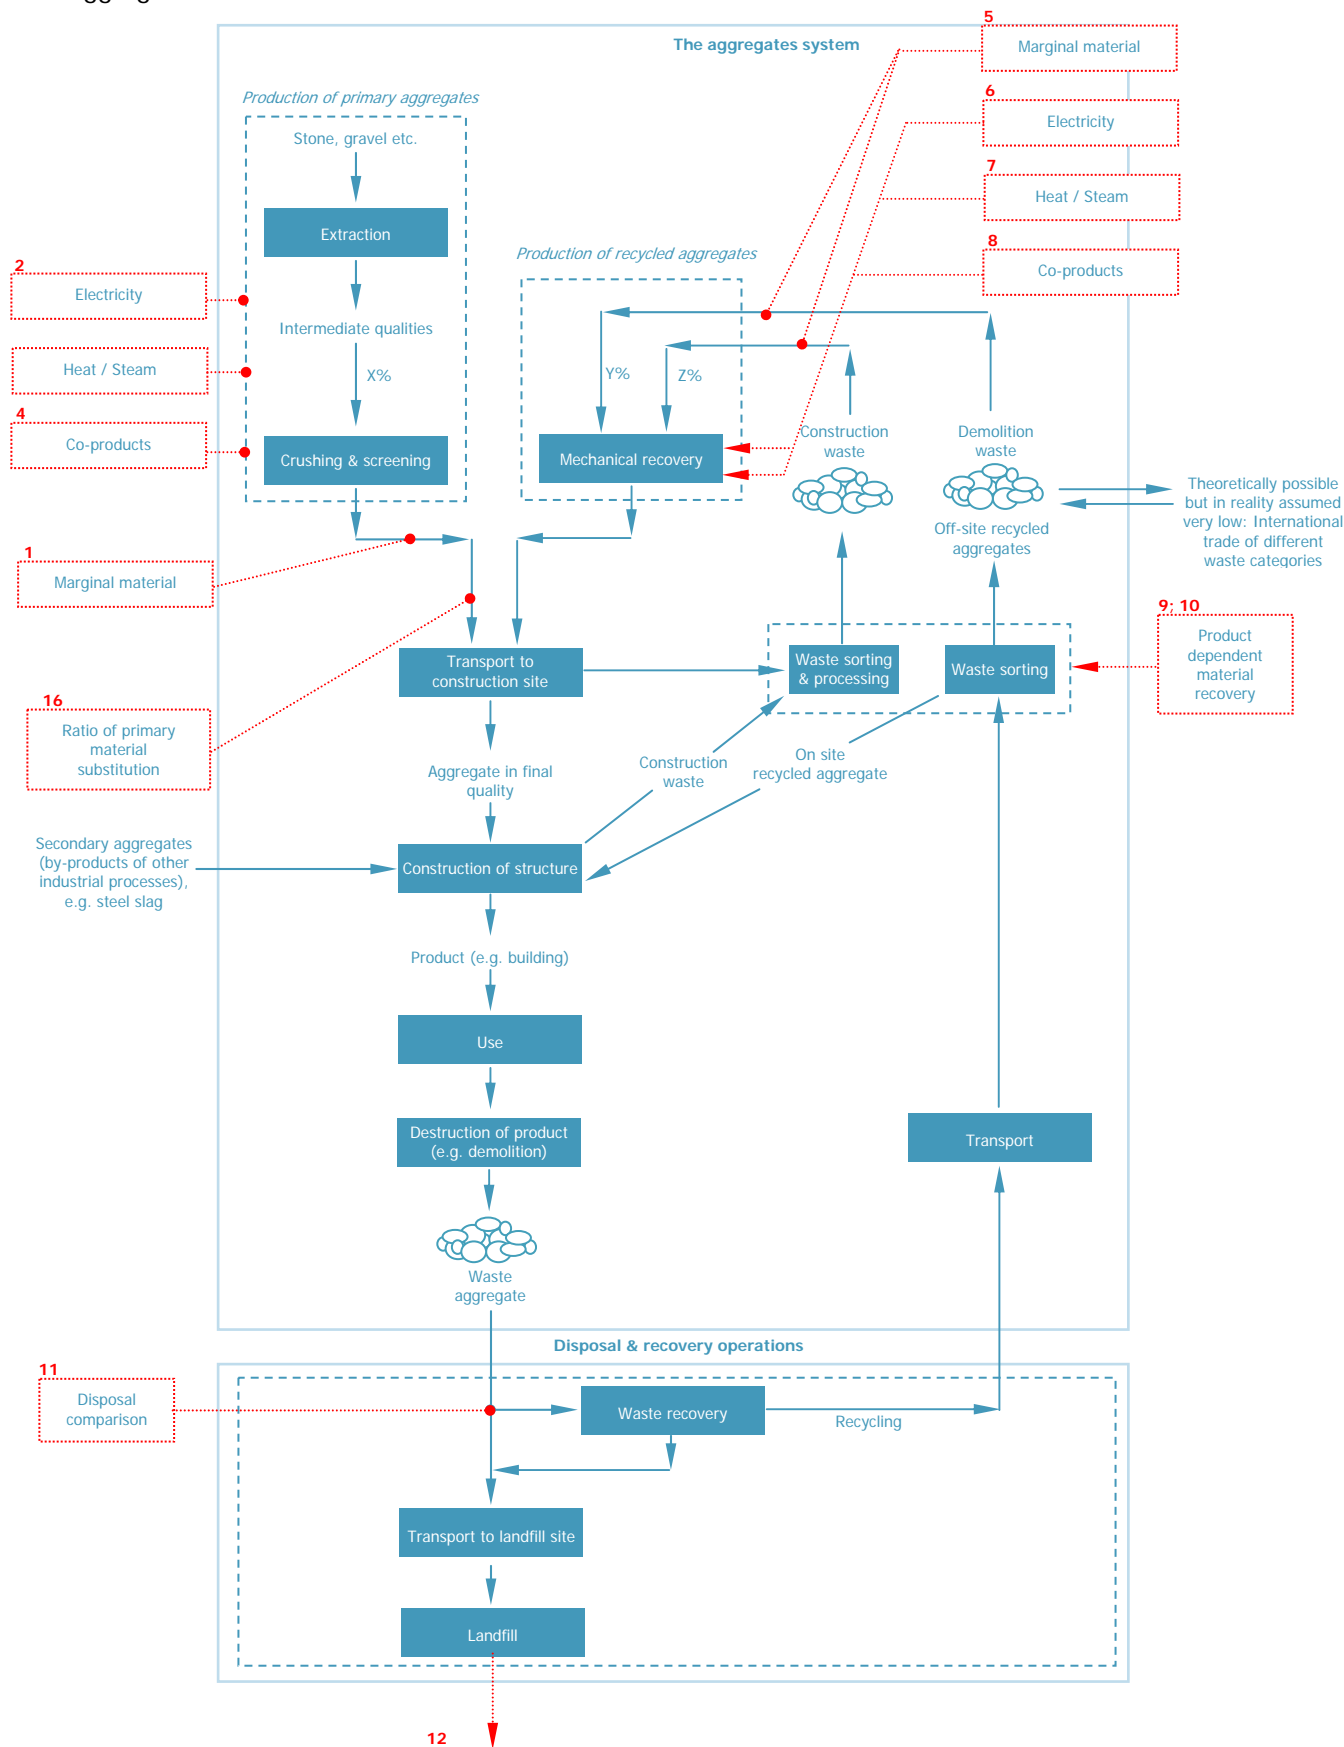 The aggregates system
5
Marginal material
6
Electricity
7
Heat / Steam
8
Co-products
Production of primary aggregates
Stone, gravel etc.
Extraction
Intermediate qualities
X%
Crushing & screening
2
Electricity
Heat / Steam
4
Co-products
1
Marginal material
16
Ratio of primary
material
substitution
Production of recycled aggregates
Y%
Z%
Mechanical recovery
Construction
waste
Demolition
waste
Off-site recycled
aggregates
Theoretically possible
but in reality assumed
very low: International
trade of different
waste categories
9; 10
Product
dependent
material
recovery
Transport to
construction site
Waste sorting
& processing
Waste sorting
Aggregate in final
quality
Construction
waste
On site
recycled aggregate
Secondary aggregates
(by-products of other
industrial processes),
e.g. steel slag
Construction of structure
Product (e.g. building)
Use
Destruction of product
(e.g. demolition)
Transport
Waste
aggregate
Disposal & recovery operations
11
Disposal
comparison
Waste recovery
Recycling
Transport to landfill site
Landfill
12